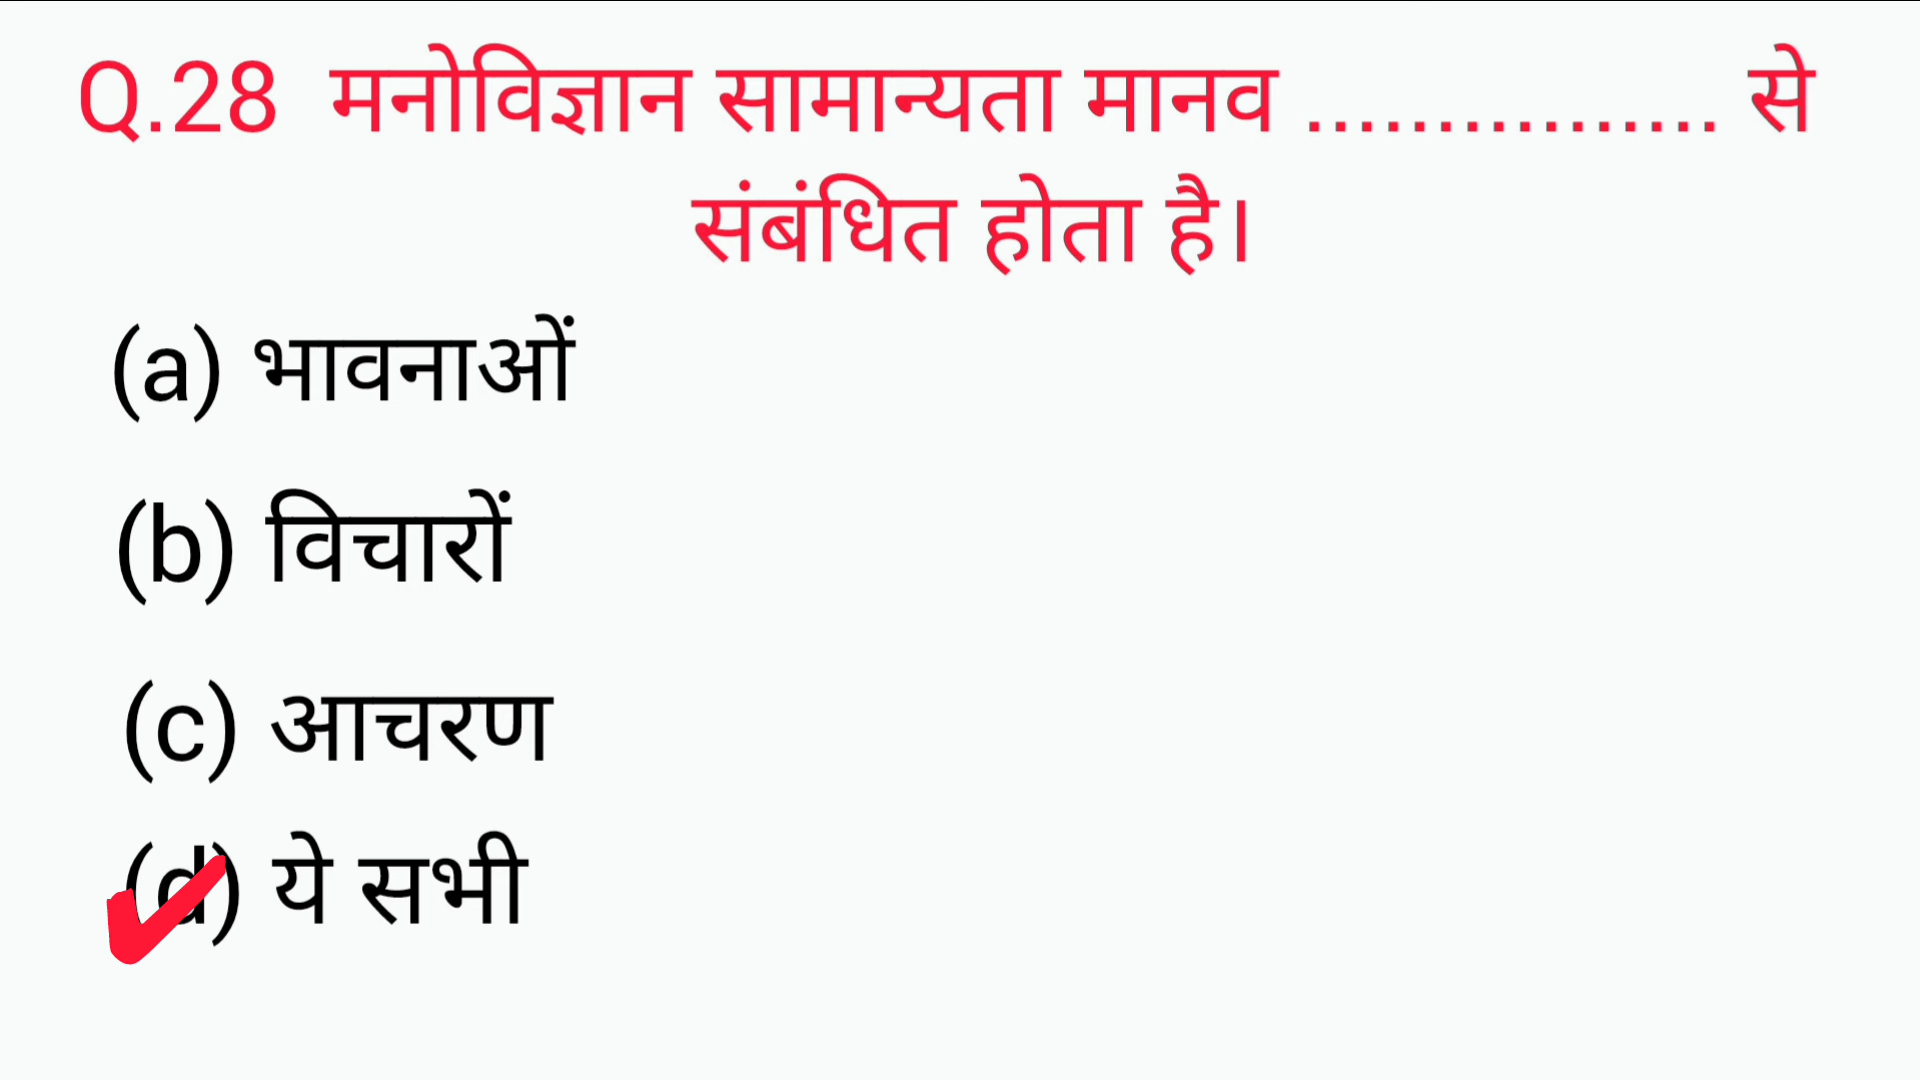 Q.28 मनोविज्ञान सामान्यता मानव ................ से
संबंधित होता है।
(a) भावनाओं
(b) विचारों
(c) आचरण
(d) ये सभी